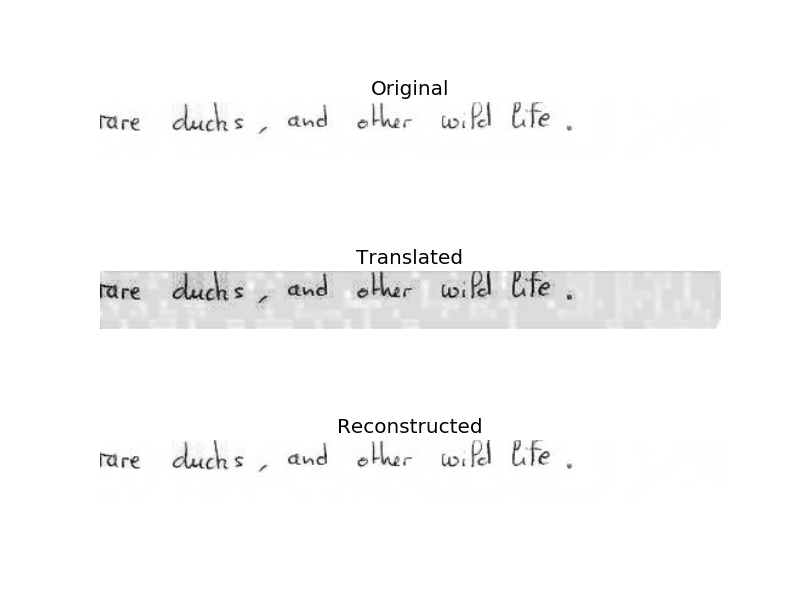 Original
rare ducks, and other wild life.
Translated
rare ducks, and other wild life.
Reconstructed
rare ducks, and other wild life.